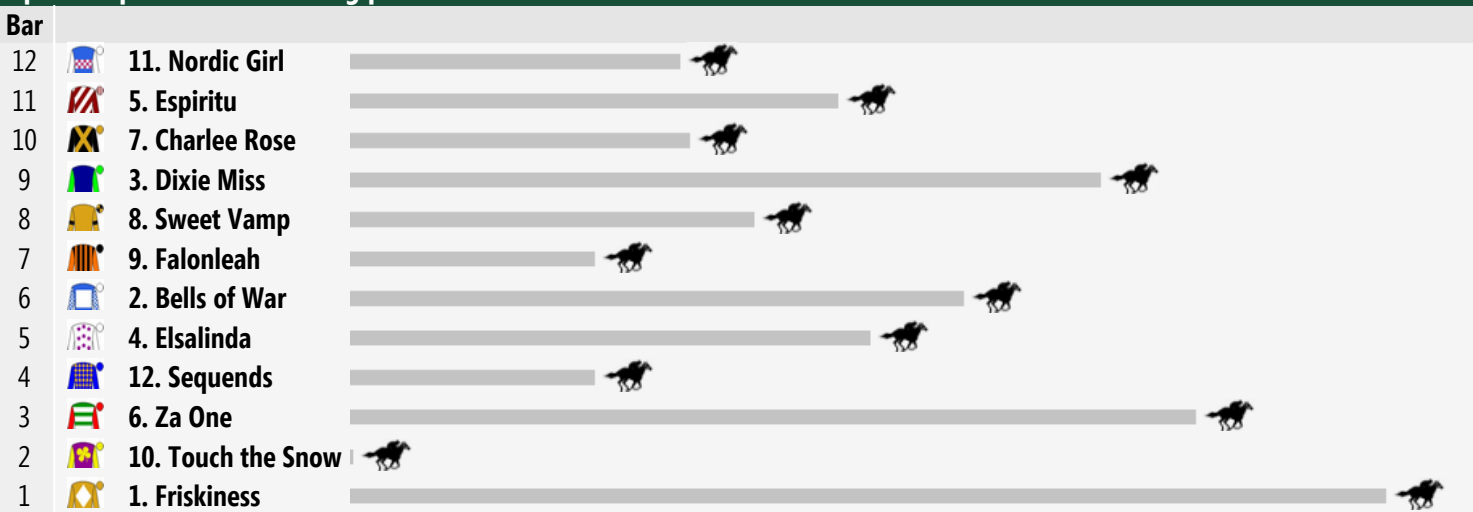 Bar
12 11. Nordic Girl
11 5. Espiritu
10 7. Charlee Rose
9 3. Dixie Miss
8 8. Sweet Vamp
7 9. Falonleah
6 2. Bells of War
5 4. Elsalinda
4 12. Sequends
3 6. Za One
2 10. Touch the Snow
1 1. Friskiness